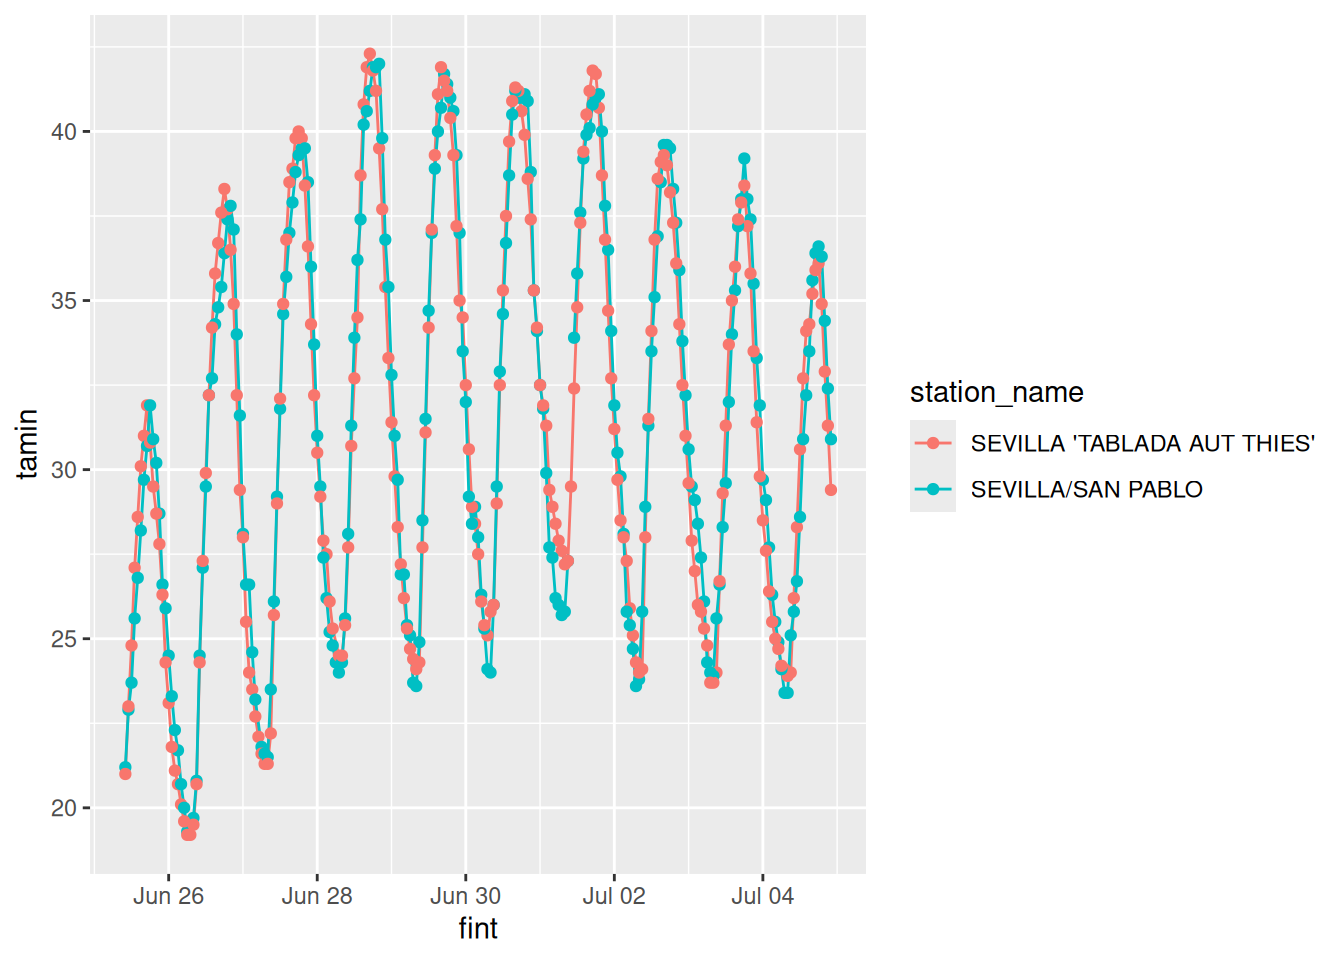 40
35
30
25
20
tamin
Jun 26
Jun 28
Jun 30
Jul 02
Jul 04
fint
station_name
SEVILLA 'TABLADA AUT THIES'
SEVILLA/SAN PABLO